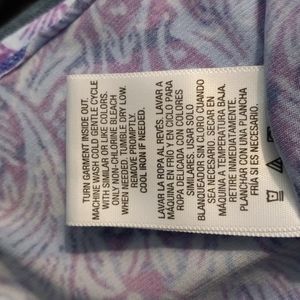 TURN GARMENT INSIDE OUT.
MACHINE WASH COLD GENTLE CYCLE
WITH SIMILAR OR LIKE COLORS.
ONLY NON-CHLORINE BLEACH
WHEN NEEDED. TUMBLE DRY LOW.
REMOVE PROMPTLY.
COOL IRON IF NEEDED.
LAVAR LA ROPA AL REVÉS. LAVAR A
MÁQUINA EN FRÍO Y EN CICLO PARA
ROPA DELICADA CON COLORES
SIMILARES. USAR SOLO
BLANQUEADOR SIN CLORO CUANDO
SEA NECESARIO. SECAR EN
MÁQUINA A TEMPERATURA BAJA.
RETIRE INMEDIATAMENTE.
PLANCHAR CON UNA PLANCHA
FRÍA SI ES NECESARIO.